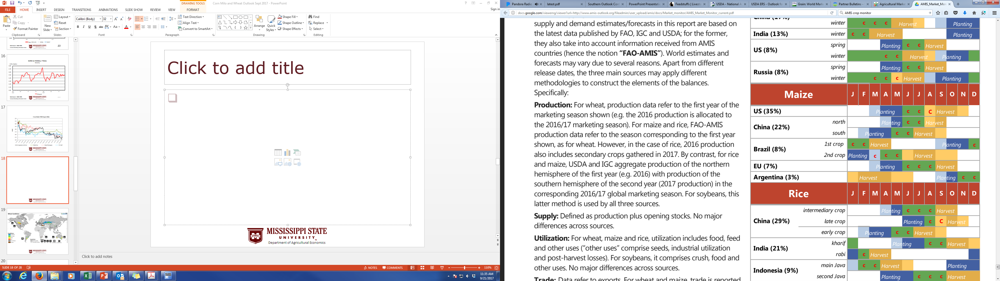 Corn Milo and Wheat Outlook Sept 2017 - PowerPoint
DRAWING TOOLS
Sign in
FILE HOME INSERT DESIGN TRANSITIONS ANIMATIONS SLIDE SHOW REVIEW VIEW FORMAT
Paste
Cut
Copy
Format Painter
Clipboard
New Slide
Layout
Reset
Section
Slides
Calibri (Body) 32
Font
Paragraph
Text Direction
Align Text
Convert to SmartArt
Arrange
Quick Styles
Shape Fill
Shape Outline
Shape Effects
Drawing
Find
Replace
Select
Editing
16
17
18
19
20
Click to add title
MISSISSIPPI STATE
UNIVERSITY™
Department of Agricultural Economics
Click to add notes
SLIDE 18 OF 28
NOTES COMMENTS 110%
11:35 AM
9/21/2017
Pandora Radio
latest.pdf
Southern Outlook Con
PowerPoint Presentatio
Feedstuffs | Livesto
USDA - National A
USDA ERS - Outlook fo
Grain: World Mark
Partner Bulletins –
Agricultural Marke
AMIS_Market_Mon
docs.google.com/viewerng/viewer?url=http://www.amis-outlook.org/fileadmin/user_upload/amis/docs/Market_monitor/AMIS_Market_Monitor_current.pdf
AMIS crop monitor
supply and demand estimates/forecasts in this report are based on
the latest data published by FAO, IGC and USDA; for the former,
they also take into account information received from AMIS
countries (hence the notion “FAO-AMIS”). World estimates and
forecasts may vary due to several reasons. Apart from different
release dates, the three main sources may apply different
methodologies to construct the elements of the balances.
Specifically:
Production: For wheat, production data refer to the first year of the
marketing season shown (e.g. the 2016 production is allocated to
the 2016/17 marketing season). For maize and rice, FAO-AMIS
production data refer to the season corresponding to the first year
shown, as for wheat. However, in the case of rice, 2016 production
also includes secondary crops gathered in 2017. By contrast, for rice
and maize, USDA and IGC aggregate production of the northern
hemisphere of the first year (e.g. 2016) with production of the
southern hemisphere of the second year (2017 production) in the
corresponding 2016/17 global marketing season. For soybeans, this
latter method is used by all three sources.
Supply: Defined as production plus opening stocks. No major
differences across sources.
Utilization: For wheat, maize and rice, utilization includes food, feed
and other uses (“other uses” comprise seeds, industrial utilization
and post-harvest losses). For soybeans, it comprises crush, food and
other uses. No major differences across sources.
Trade: Data refer to exports. For wheat and maize, trade is reported
China (17%)
winter c c c Harvest Planting
India (13%) winter c c Harvest Planting
US (8%) spring Planting c c Harvest
winter c c Harvest Planting
Russia (8%) spring Planting c c Harvest
winter c c c Harvest Planting
Maize J F M A M J J A S O N D
US (35%) Planting c c C Harvest
China (22%) north Planting c c Harvest
south Planting c c Harvest
Brazil (8%) 1st crop c c Harvest Planting c
2nd crop Planting c c c Harvest
EU (7%) Planting c c c Harvest
Argentina (3%) Harvest Planting c c
Rice J F M A M J J A S O N D
China (29%) intermediary crop Planting c c c Harvest
late crop Planting c C Harvest
early crop Planting c c Harvest
India (21%) kharif Planting c c Harvest
rabi c Harvest
Indonesia (9%) main Java c c Harvest Planting
second Java Planting c c c Harvest